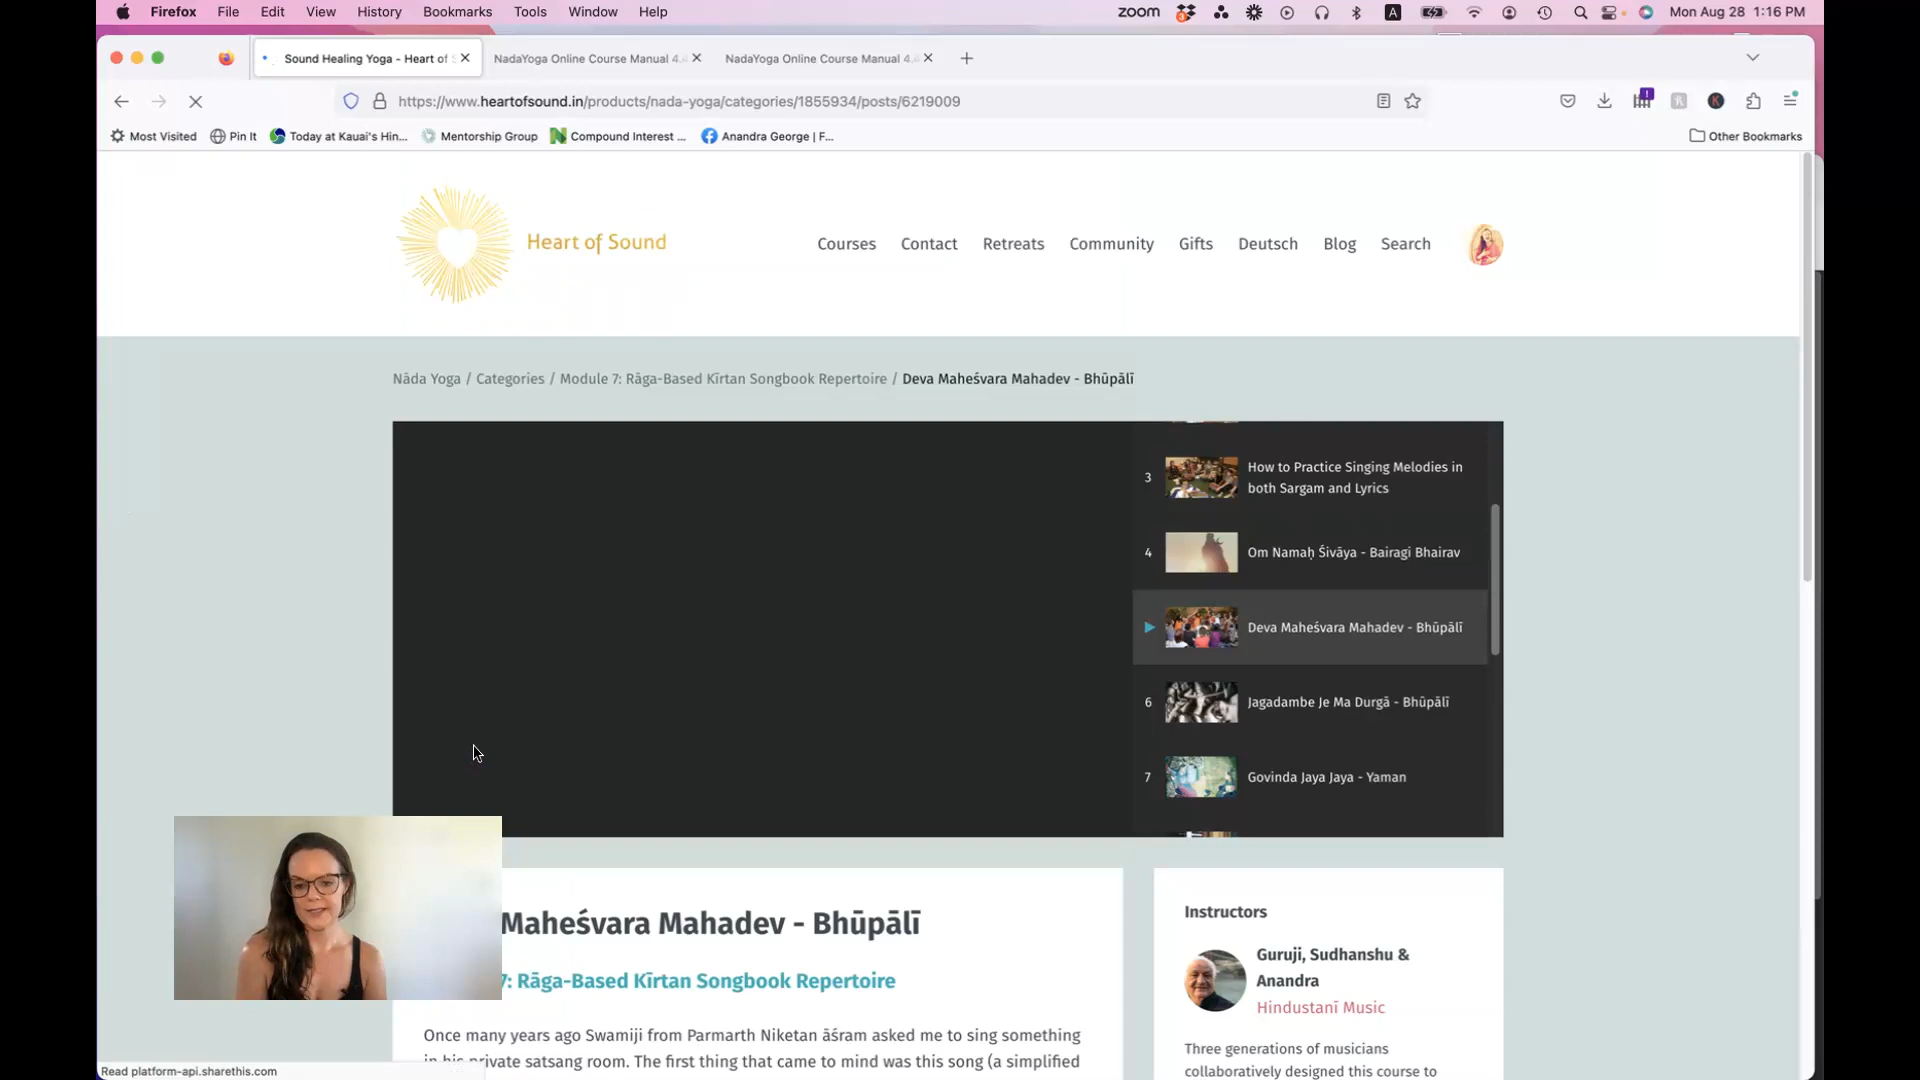 Firefox File Edit View History Bookmarks Tools Window Help zoom 3 A Mon Aug 28 1:16 PM
Sound Healing Yoga - Heart of S NadaYoga Online Course Manual 4. NadaYoga Online Course Manual 4.
https://www.heartofsound.in/products/nada-yoga/categories/1855934/posts/6219009
Most Visited Pin It Today at Kauai's Hin... Mentorship Group Compound Interest ... Anandra George | F... Other Bookmarks
Heart of Sound
Courses Contact Retreats Community Gifts Deutsch Blog Search
Nāda Yoga / Categories / Module 7: Rāga-Based Kīrtan Songbook Repertoire / Deva Maheśvara Mahadev - Bhūpālī
3 How to Practice Singing Melodies in
both Sargam and Lyrics
4 Om Namaḥ Śivāya - Bairagi Bhairav
Deva Maheśvara Mahadev - Bhūpālī
6 Jagadambe Je Ma Durgā - Bhūpālī
7 Govinda Jaya Jaya - Yaman
Maheśvara Mahadev - Bhūpālī
7: Rāga-Based Kīrtan Songbook Repertoire
Once many years ago Swamiji from Parmarth Niketan āśram asked me to sing something
in his private satsang room. The first thing that came to mind was this song (a simplified
Instructors
Guruji, Sudhanshu &
Anandra
Hindustanī Music
Three generations of musicians
collaboratively designed this course to
Read platform-api.sharethis.com